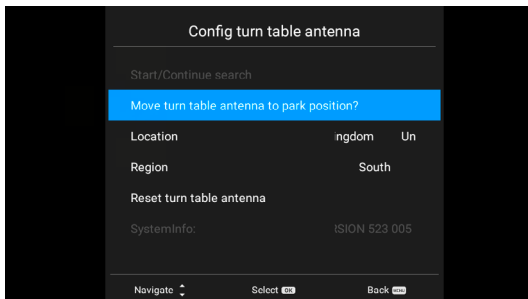 Config turn table antenna
Start/Continue search
Move turn table antenna to park position?
Location ingdom Un
Region South
Reset turn table antenna
SystemInfo: RSION 523 005
Navigate Select OK Back MENU